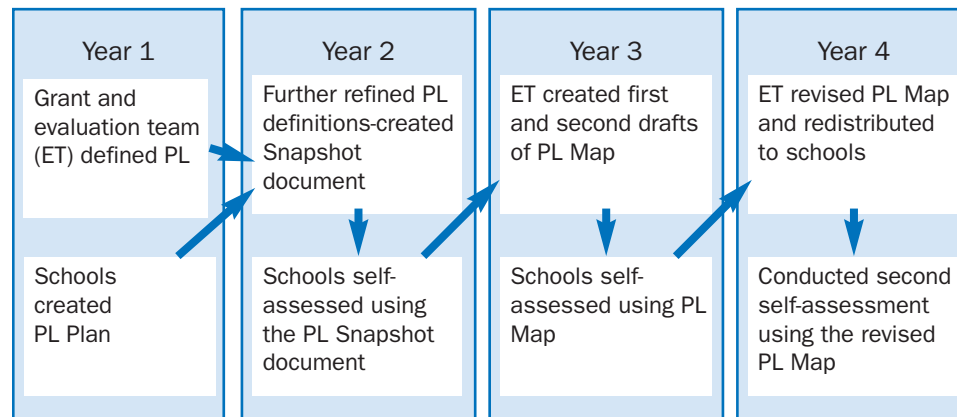 Year 1
Grant and
evaluation team
(ET) defined PL
Schools
created
PL Plan
Year 2
Further refined PL
definitions-created
Snapshot
document
Schools self-
assessed using
the PL Snapshot
document
Year 3
ET created first
and second drafts
of PL Map
Schools self-
assessed using PL
Map
Year 4
ET revised PL Map
and redistributed
to schools
Conducted second
self-assessment
using the revised
PL Map